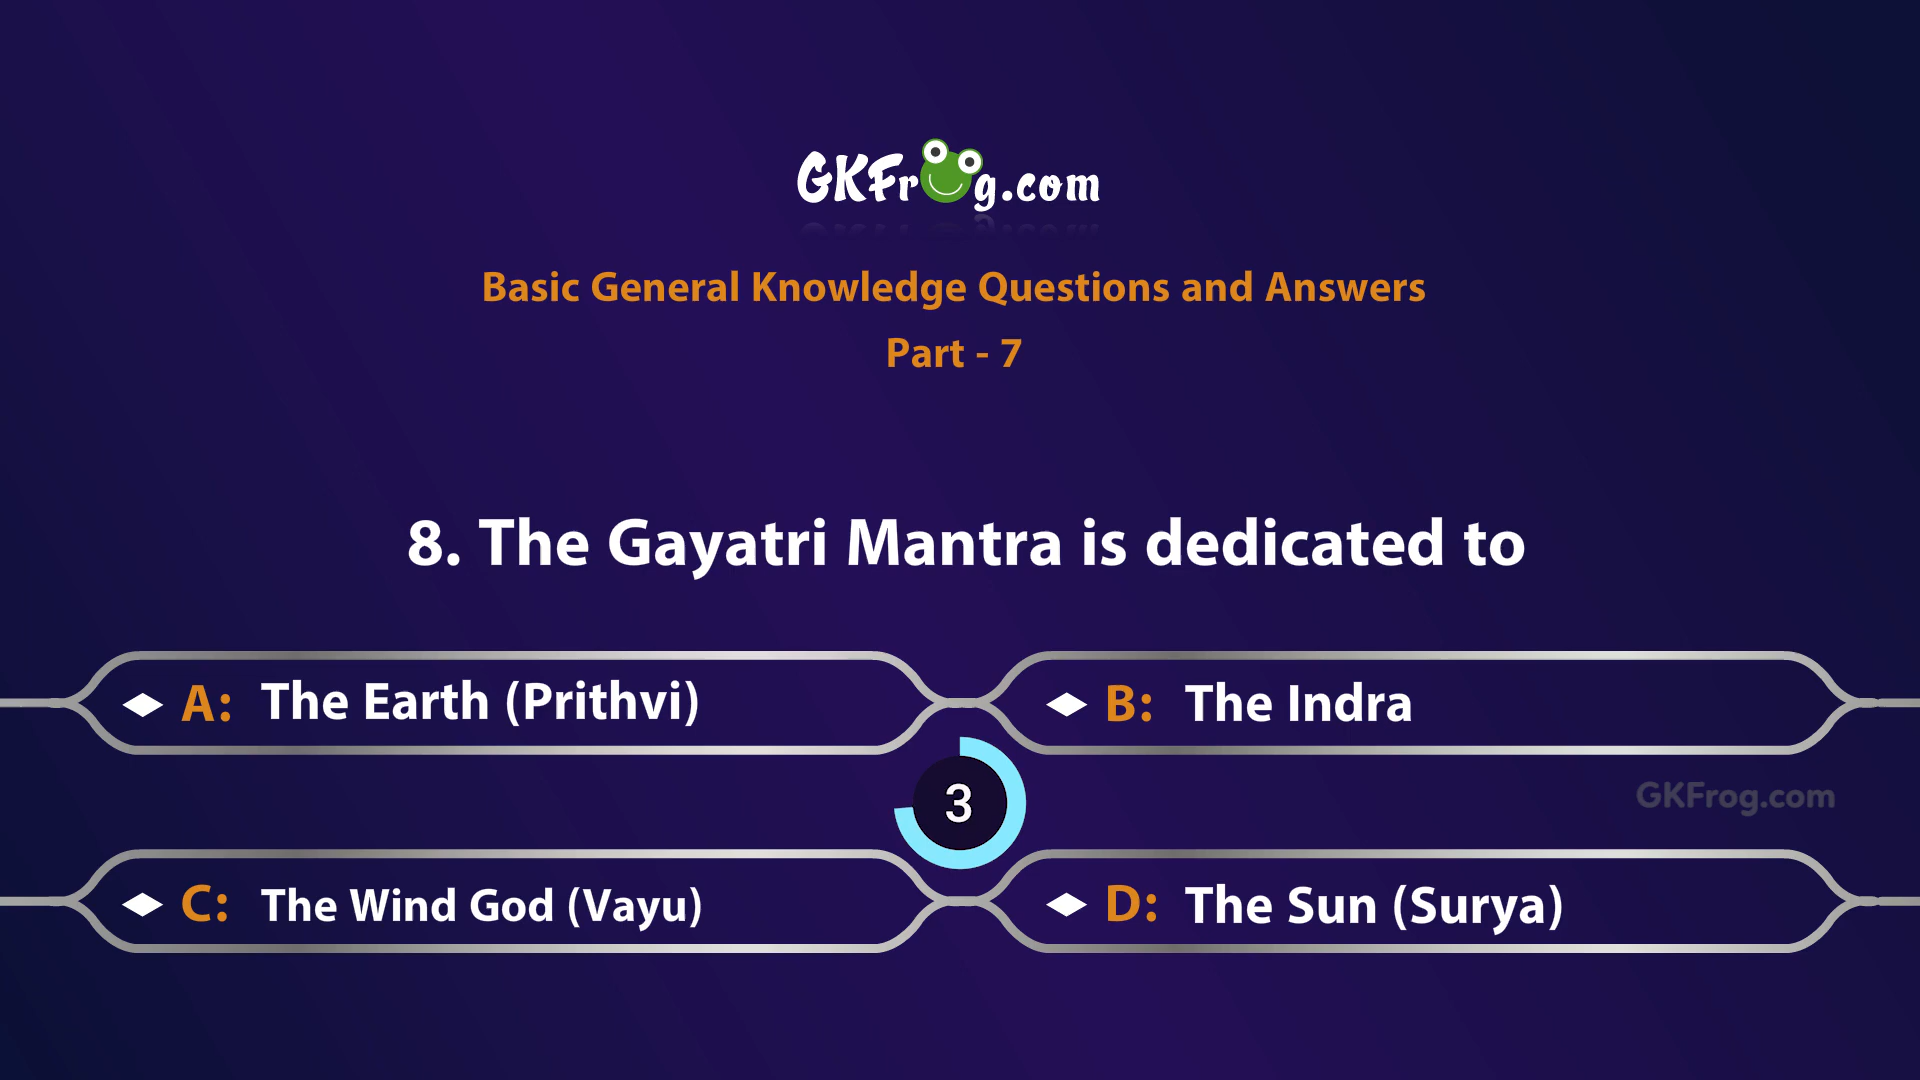 GKFrog.com
Basic General Knowledge Questions and Answers
Part - 7
8. The Gayatri Mantra is dedicated to
A: The Earth (Prithvi)
B: The Indra
3
GKFrog.com
C: The Wind God (Vayu)
D: The Sun (Surya)